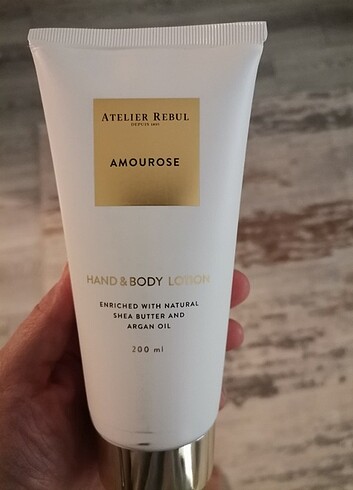 ATELIER REBUL
DEPUIS 1895
AMOUROSE
HAND & BODY LOTION
ENRICHED WITH NATURAL
SHEA BUTTER AND
ARGAN OIL
200 ml